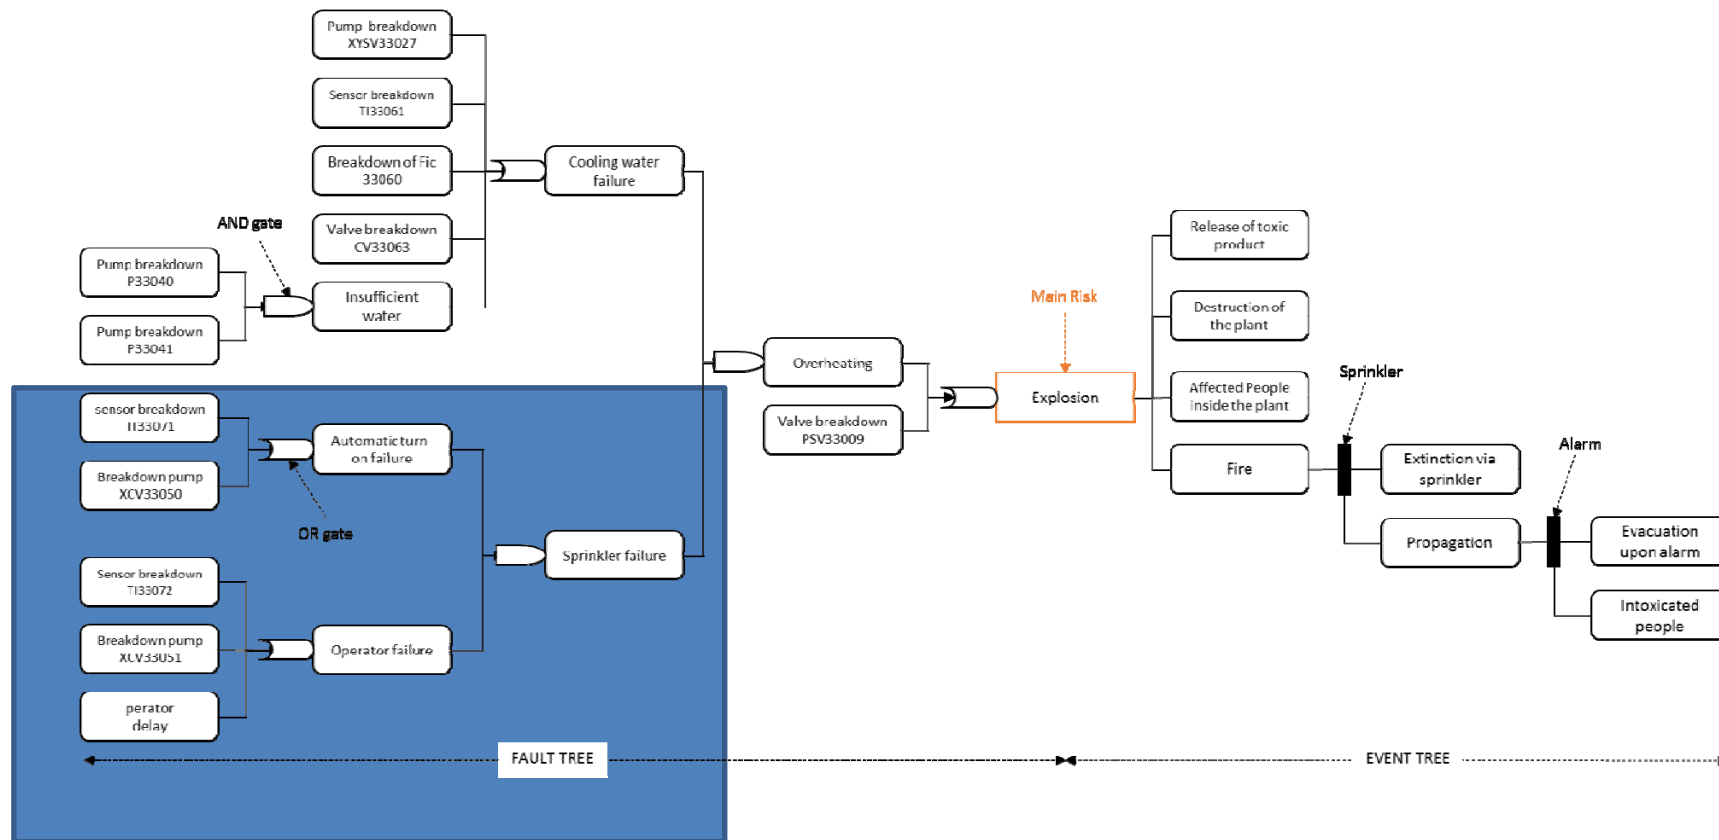 Pump breakdown
XYSV33027
Sensor breakdown
TI33061
Breakdown of Fic
33060
Cooling water
failure
AND gate
Valve breakdown
CV33063
Pump breakdown
P33040
Insufficient
water
Pump breakdown
P33041
Release of toxic
product
Main Risk
Destruction of
the plant
Overheating
Sprinkler
Explosion
Affected People
inside the plant
Valve breakdown
PSV33009
sensor breakdown
TI33071
Automatic turn
on failure
Breakdown pump
XCV33050
Fire
Extinction via
sprinkler
Alarm
OR gate
Sprinkler failure
Propagation
Evacuation
upon alarm
Sensor breakdown
TI33072
Intoxicated
people
Breakdown pump
XCV33051
Operator failure
perator
delay
FAULT TREE
EVENT TREE